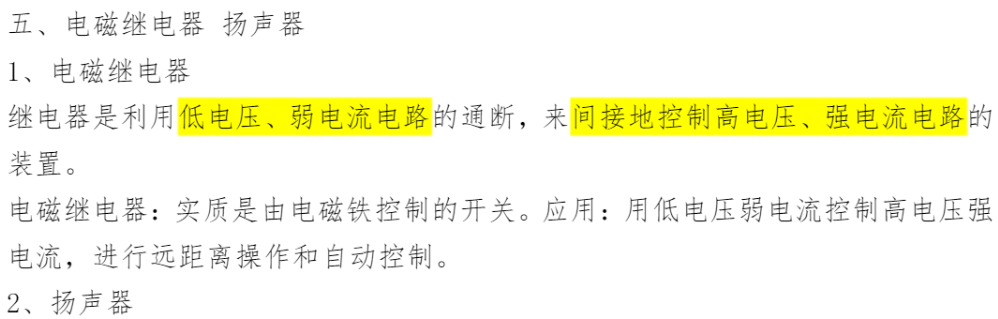 五、电磁继电器 扬声器
1、电磁继电器
继电器是利用低电压、弱电流电路的通断，来间接地控制高电压、强电流电路的
装置。
电磁继电器：实质是由电磁铁控制的开关。应用：用低电压弱电流控制高电压强
电流，进行远距离操作和自动控制。
2、扬声器